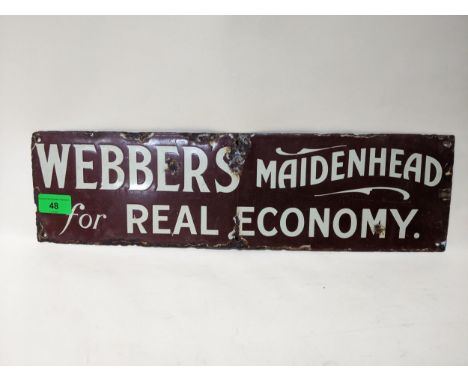 WEBBERS MAIDENHEAD
48
for REAL ECONOMY.